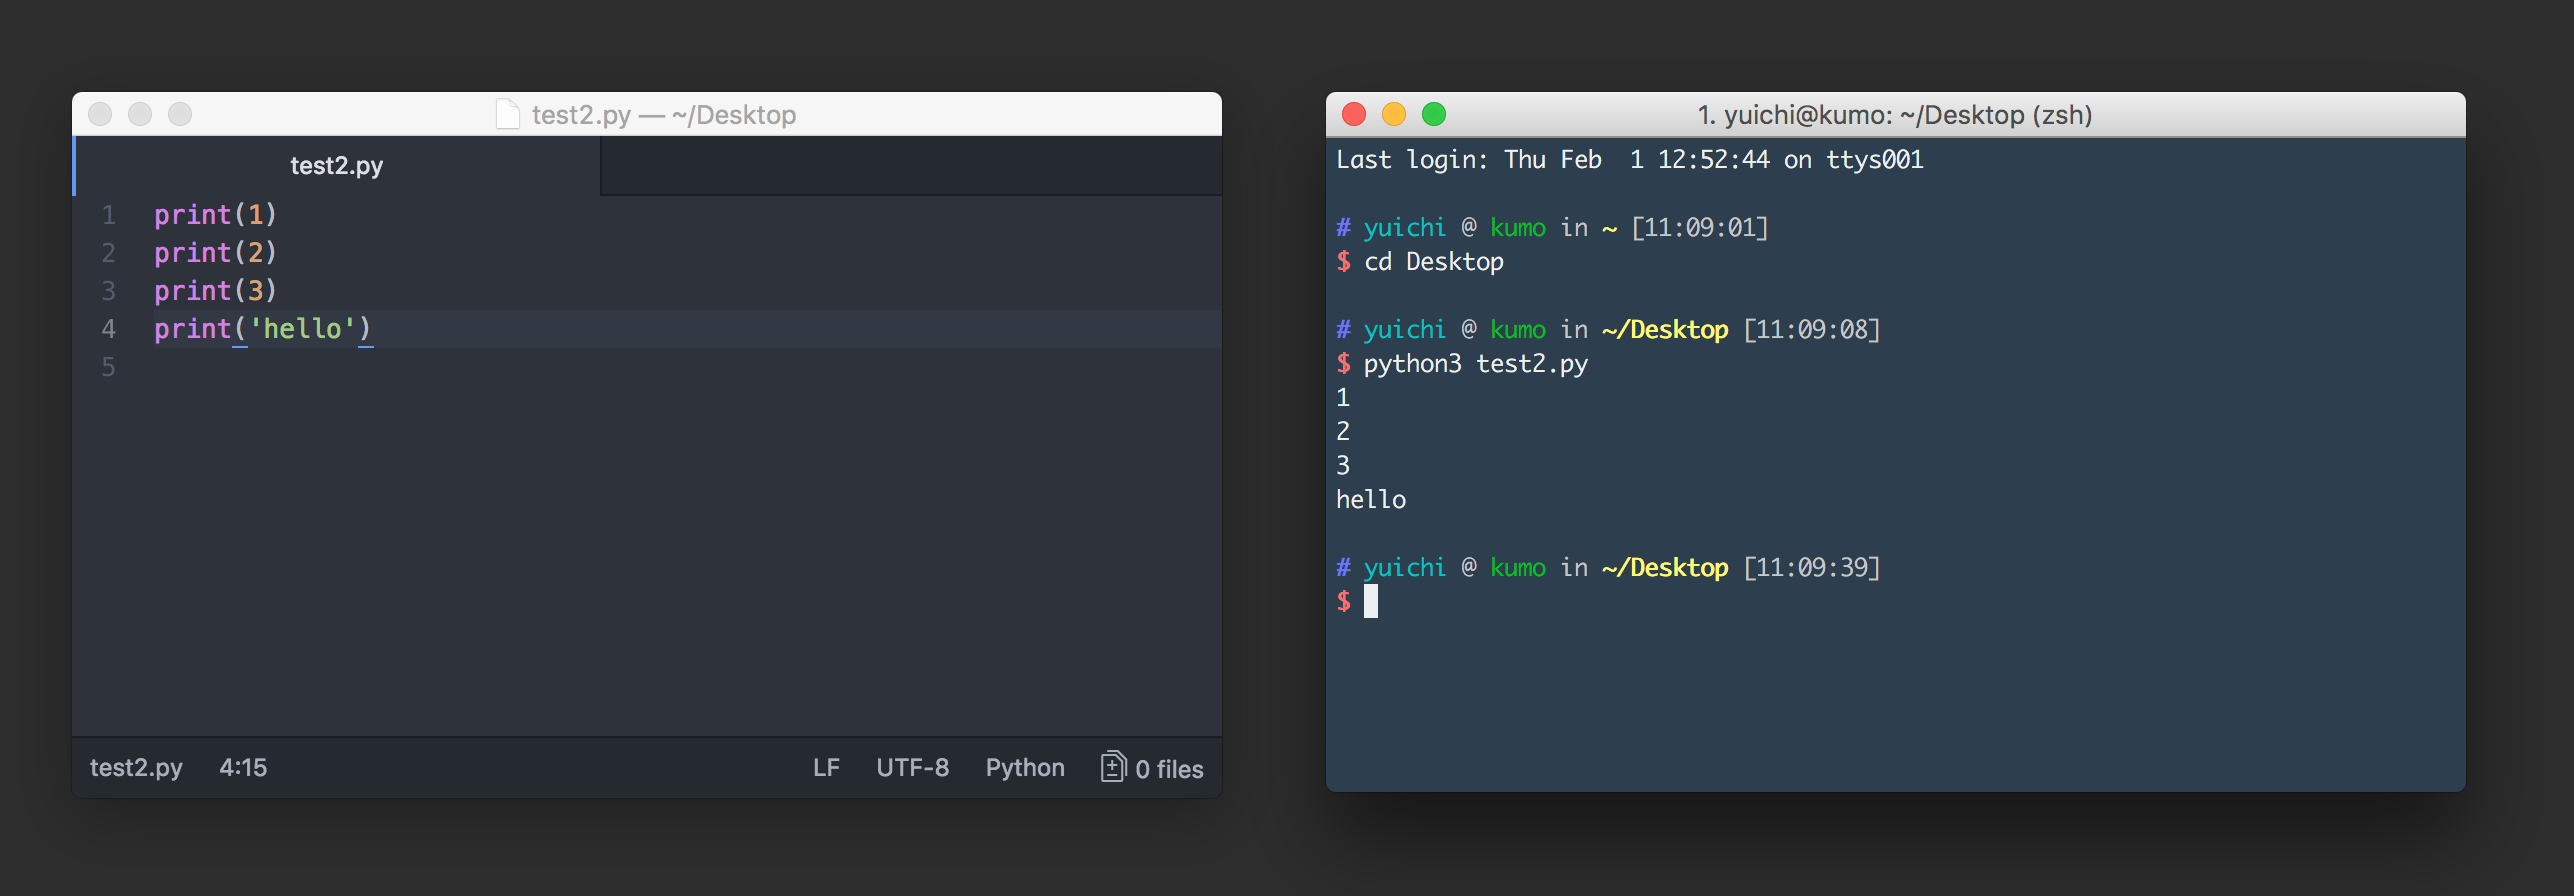 test2.py — ~/Desktop
test2.py
1 print(1)
2 print(2)
3 print(3)
4 print('hello')
5
test2.py 4:15 LF UTF-8 Python 0 files
1. yuichi@kumo: ~/Desktop (zsh)
Last login: Thu Feb  1 12:52:44 on ttys001
# yuichi @ kumo in ~ [11:09:01]
$ cd Desktop
# yuichi @ kumo in ~/Desktop [11:09:08]
$ python3 test2.py
1
2
3
hello
# yuichi @ kumo in ~/Desktop [11:09:39]
$